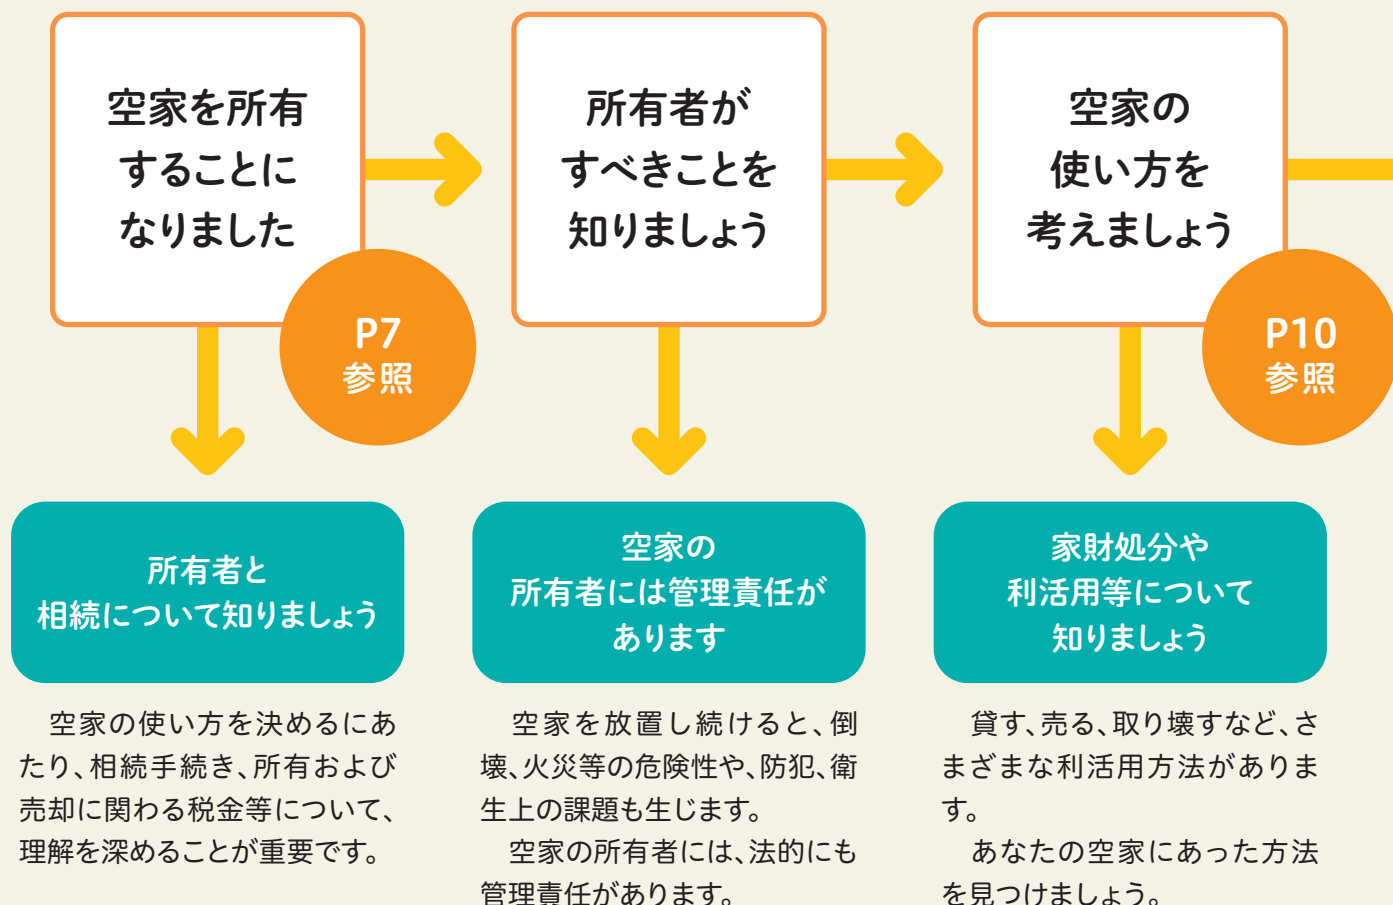 空家を所有
することに
なりました
P7
参照
所有者が
すべきことを
知りましょう
空家の
使い方を
考えましょう
P10
参照
所有者と
相続について知りましょう
空家の使い方を決めるにあ
たり、相続手続き、所有および
売却に関わる税金等について、
理解を深めることが重要です。
空家の
所有者には管理責任が
あります
空家を放置し続けると、倒
壊、火災等の危険性や、防犯、衛
生上の課題も生じます。
空家の所有者には、法的にも
管理責任があります。
家財処分や
利活用等について
知りましょう
貸す、売る、取り壊すなど、さ
まざまな利活用方法がありま
す。
あなたの空家にあった方法
を見つけましょう。